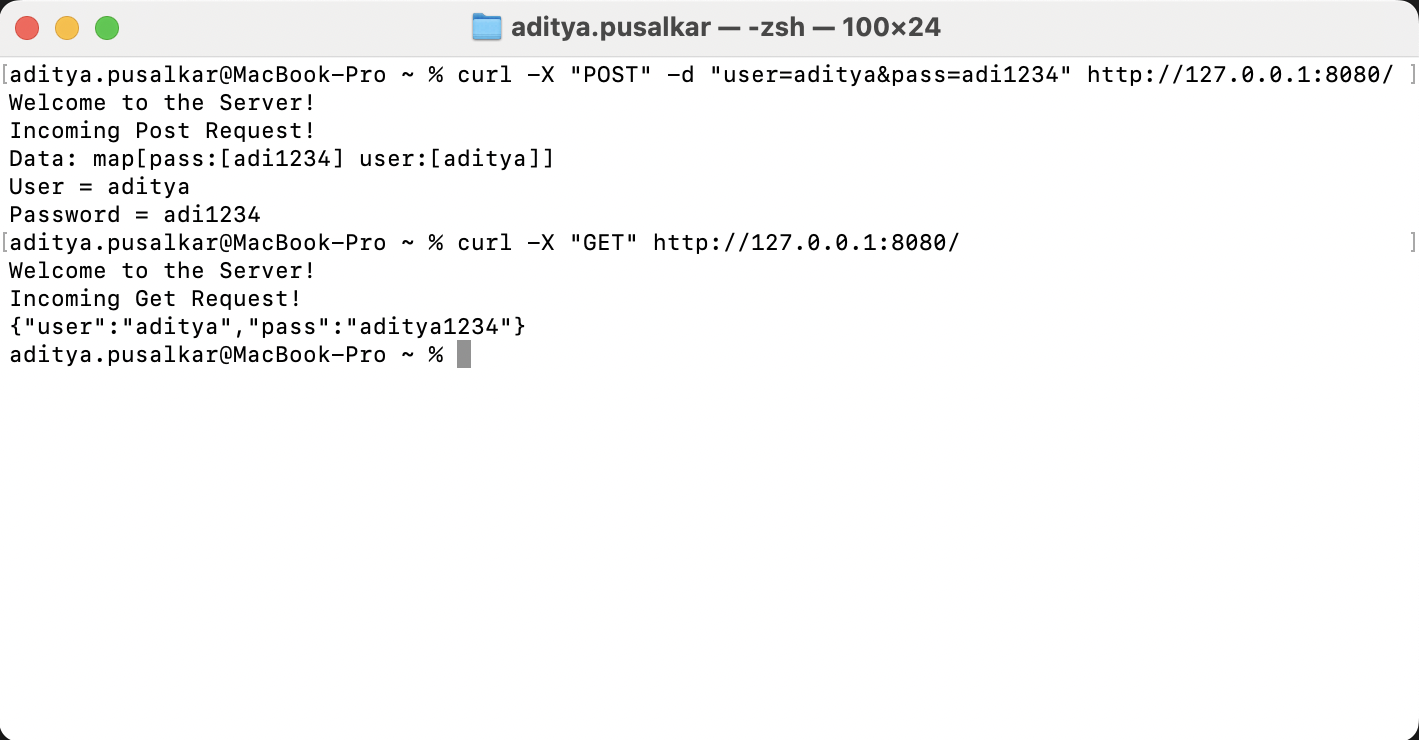 aditya.pusalkar — -zsh — 100×24
[aditya.pusalkar@MacBook-Pro ~ % curl -X "POST" -d "user=aditya&pass=adi1234" http://127.0.0.1:8080/ ]
Welcome to the Server!
Incoming Post Request!
Data: map[pass:[adi1234] user:[aditya]]
User = aditya
Password = adi1234
[aditya.pusalkar@MacBook-Pro ~ % curl -X "GET" http://127.0.0.1:8080/ ]
Welcome to the Server!
Incoming Get Request!
{"user":"aditya","pass":"aditya1234"}
aditya.pusalkar@MacBook-Pro ~ %